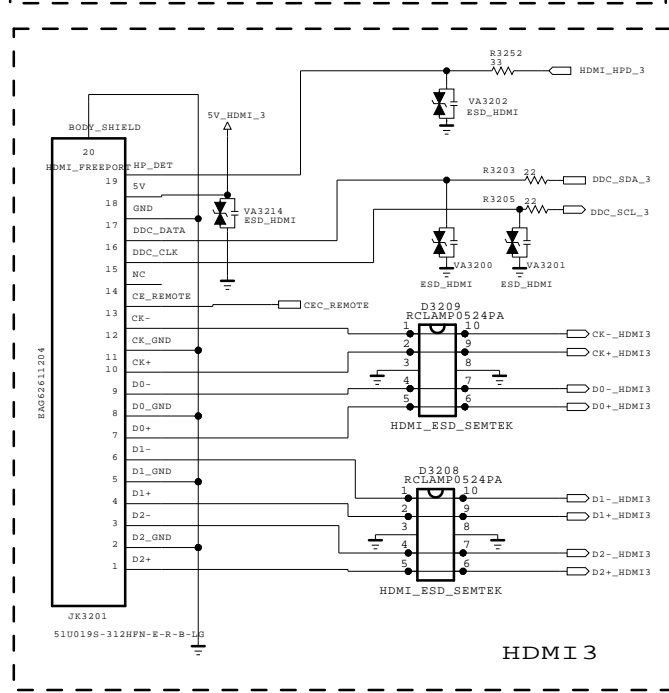 R3252
33
HDMI_HPD_3
VA3202
ESD_HDMI
5V_HDMI_3
BODY_SHIELD
20
HDMI_FREEPORT
HP_DET
19
5V
18
GND
17
DDC_DATA
16
DDC_CLK
15
NC
14
CE_REMOTE
13
CK-
12
CK_GND
11
CK+
10
D0-
9
D0_GND
8
D0+
7
D1-
6
D1_GND
5
D1+
4
D2-
3
D2_GND
2
D2+
1
EAG62611204
JK3201
51U019S-312HFN-E-R-B-LG
VA3214
ESD_HDMI
R3203
22
DDC_SDA_3
R3205
22
DDC_SCL_3
VA3200
ESD_HDMI
VA3201
ESD_HDMI
CEC_REMOTE
D3209
RCLAMP0524PA
1 10
2 9
3 8
4 7
5 6
HDMI_ESD_SEMTEK
CK-_HDMI3
CK+_HDMI3
D0-_HDMI3
D0+_HDMI3
D3208
RCLAMP0524PA
1 10
2 9
3 8
4 7
5 6
HDMI_ESD_SEMTEK
D1-_HDMI3
D1+_HDMI3
D2-_HDMI3
D2+_HDMI3
HDMI3